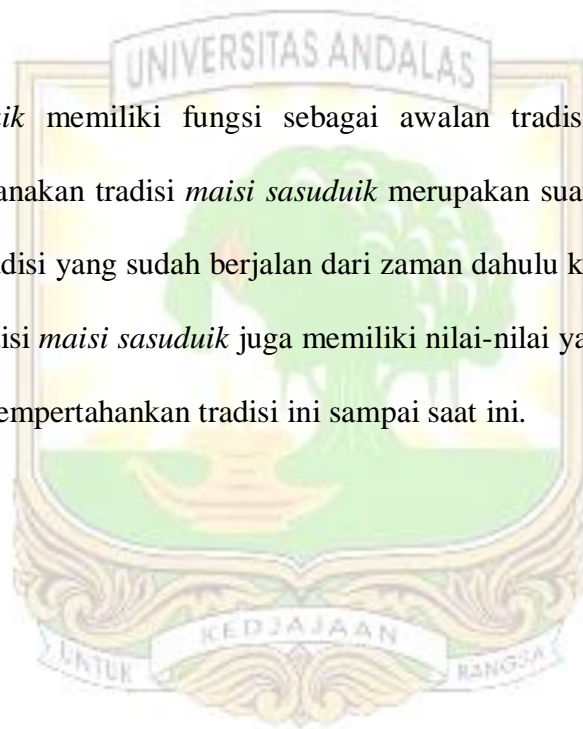 UNIVERSITAS ANDALAS
ik memiliki fungsi sebagai awalan tradis
anakan tradisi maisi sasuduik merupakan sua
disi yang sudah berjalan dari zaman dahulu k
isi maisi sasuduik juga memiliki nilai-nilai ya
empertahankan tradisi ini sampai saat ini.
UNTUK KEDJAJAAN BANGSA